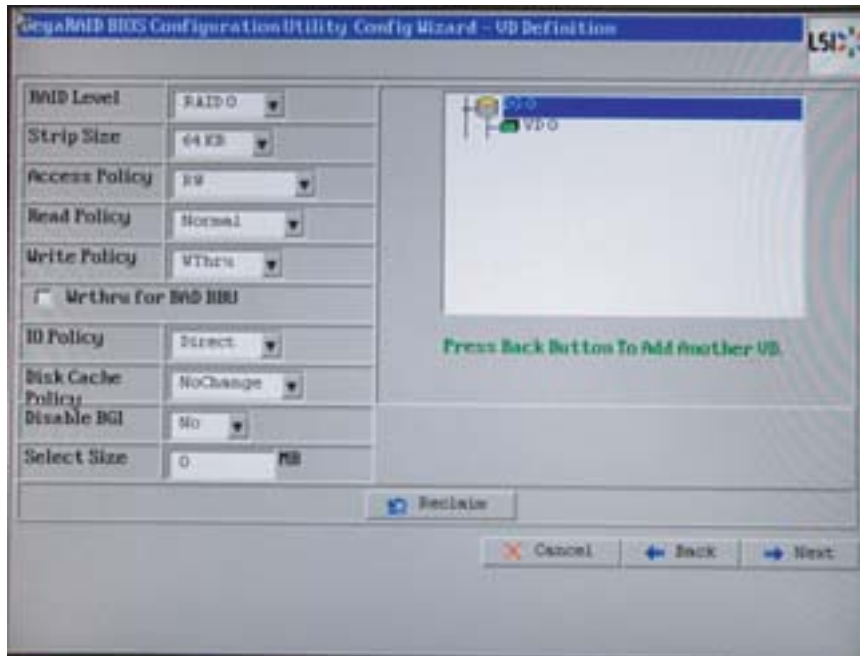 MegaRAID BIOS Configuration Utility Config Wizard - VD Definition
LSI
RAID Level
RAID 0
Strip Size
64 KB
Access Policy
RW
Read Policy
Normal
Write Policy
WThru
Wrthru for BAD BBU
IO Policy
Direct
Disk Cache Policy
NoChange
Disable BGI
No
Select Size
0 MB
VD 0
Press Back Button To Add Another VD.
Reclaim
Cancel
Back
Next